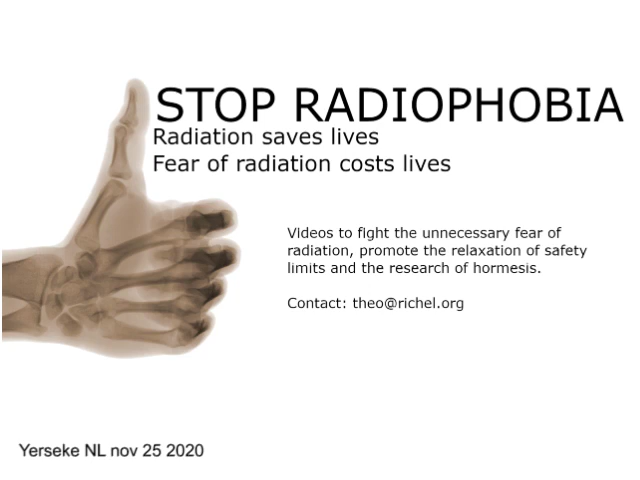 STOP RADIOPHOBIA
Radiation saves lives
Fear of radiation costs lives
Videos to fight the unnecessary fear of
radiation, promote the relaxation of safety
limits and the research of hormesis.
Contact: theo@richel.org
Yerseke NL nov 25 2020